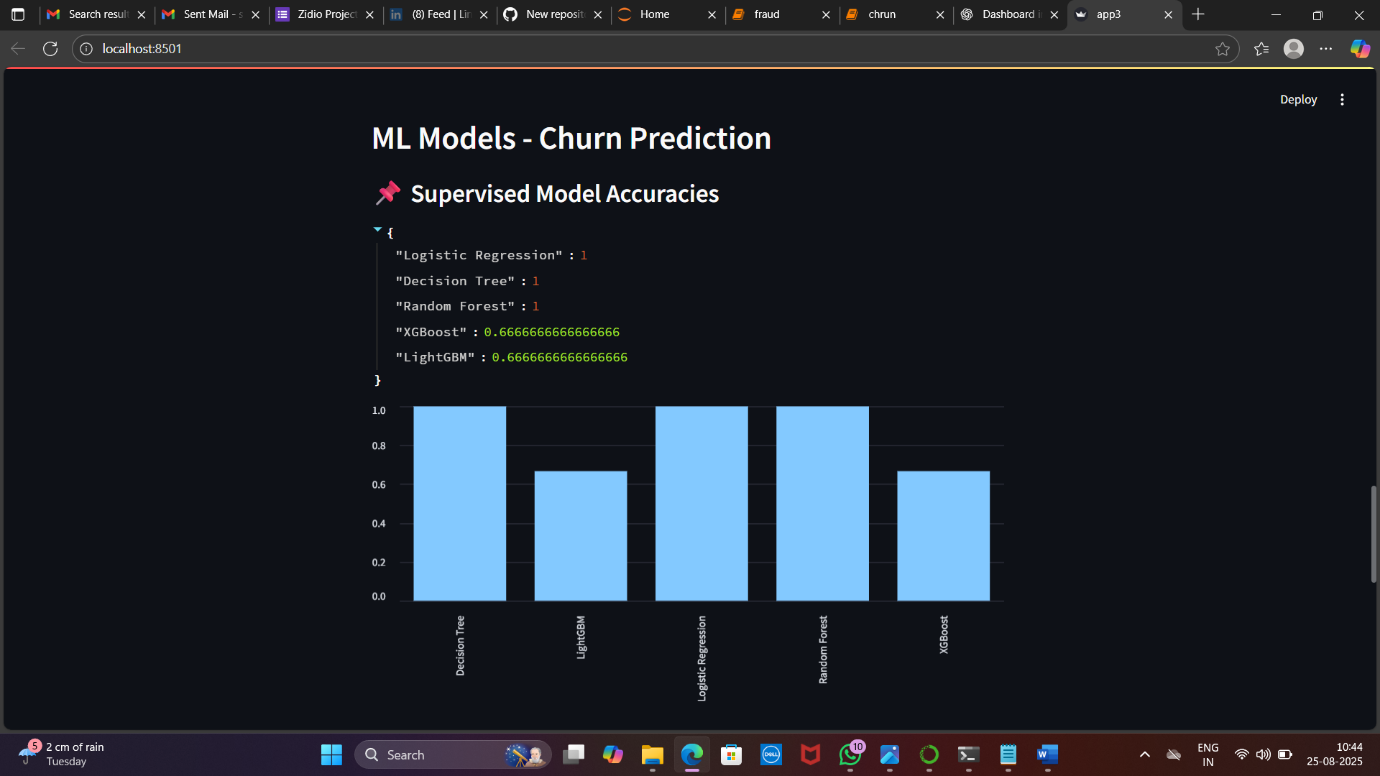 Search result
Sent Mail - s
Zidio Project
(8) Feed | Lin
New reposit
Home
fraud
chrun
Dashboard i
app3
localhost:8501
Deploy
ML Models - Churn Prediction
Supervised Model Accuracies
{
"Logistic Regression" : 1
"Decision Tree" : 1
"Random Forest" : 1
"XGBoost" : 0.6666666666666666
"LightGBM" : 0.6666666666666666
}
1.0
0.8
0.6
0.4
0.2
0.0
Decision Tree
LightGBM
Logistic Regression
Random Forest
XGBoost
5
2 cm of rain
Tuesday
Search
DELL
10
ENG
IN
10:44
25-08-2025